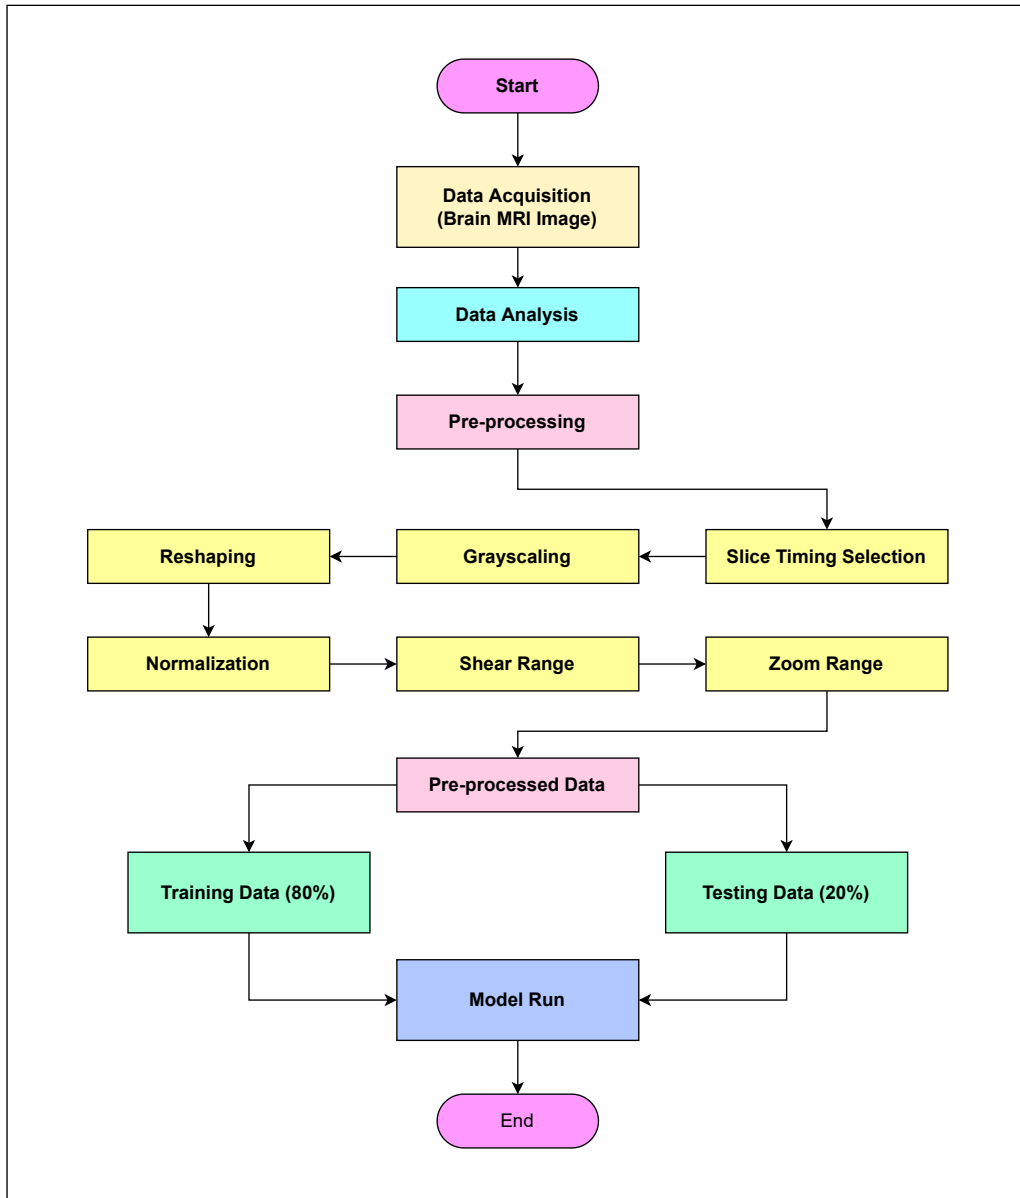 Start
Data Acquisition
(Brain MRI Image)
Data Analysis
Pre-processing
Slice Timing Selection
Grayscaling
Reshaping
Normalization
Shear Range
Zoom Range
Pre-processed Data
Training Data (80%)
Testing Data (20%)
Model Run
End